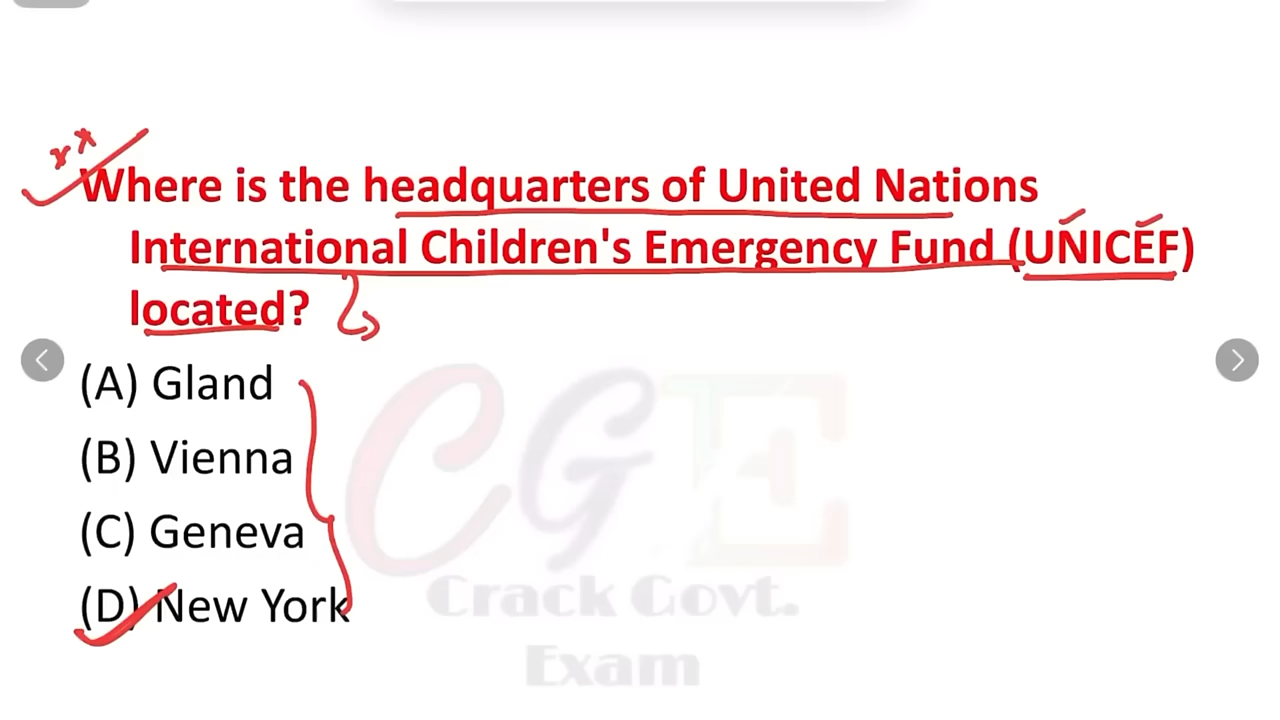 Where is the headquarters of United Nations
International Children's Emergency Fund (UNICEF)
located?
(A) Gland
(B) Vienna
(C) Geneva
(D) New York
CGE
Crack Govt.
Exam